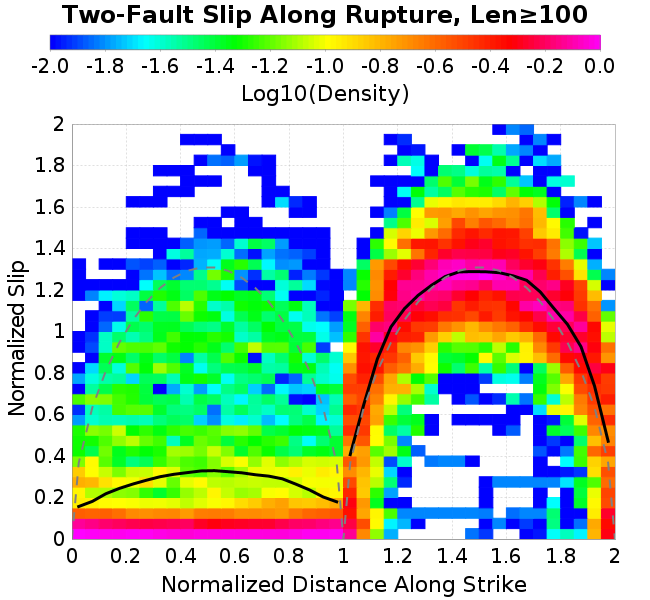 Two-Fault Slip Along Rupture, Len≥100
-2.0 -1.8 -1.6 -1.4 -1.2 -1.0 -0.8 -0.6 -0.4 -0.2 0.0
Log10(Density)
2
1.8
1.6
1.4
1.2
1
0.8
0.6
0.4
0.2
0
Normalized Slip
0 0.2 0.4 0.6 0.8 1 1.2 1.4 1.6 1.8 2
Normalized Distance Along Strike